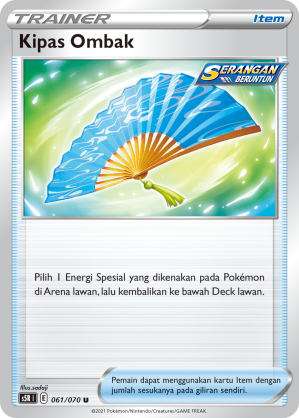 TRAINER Item
Kipas Ombak
SERANGAN
BERUNTUN
Pilih 1 Energi Spesial yang dikenakan pada Pokémon
di Arena lawan, lalu kembalikan ke bawah Deck lawan.
Illus.sadaji
s5R I E 061/070 U
Pemain dapat menggunakan kartu Item dengan
jumlah sesukanya pada giliran sendiri.
©2021 Pokémon/Nintendo/Creatures/GAME FREAK.